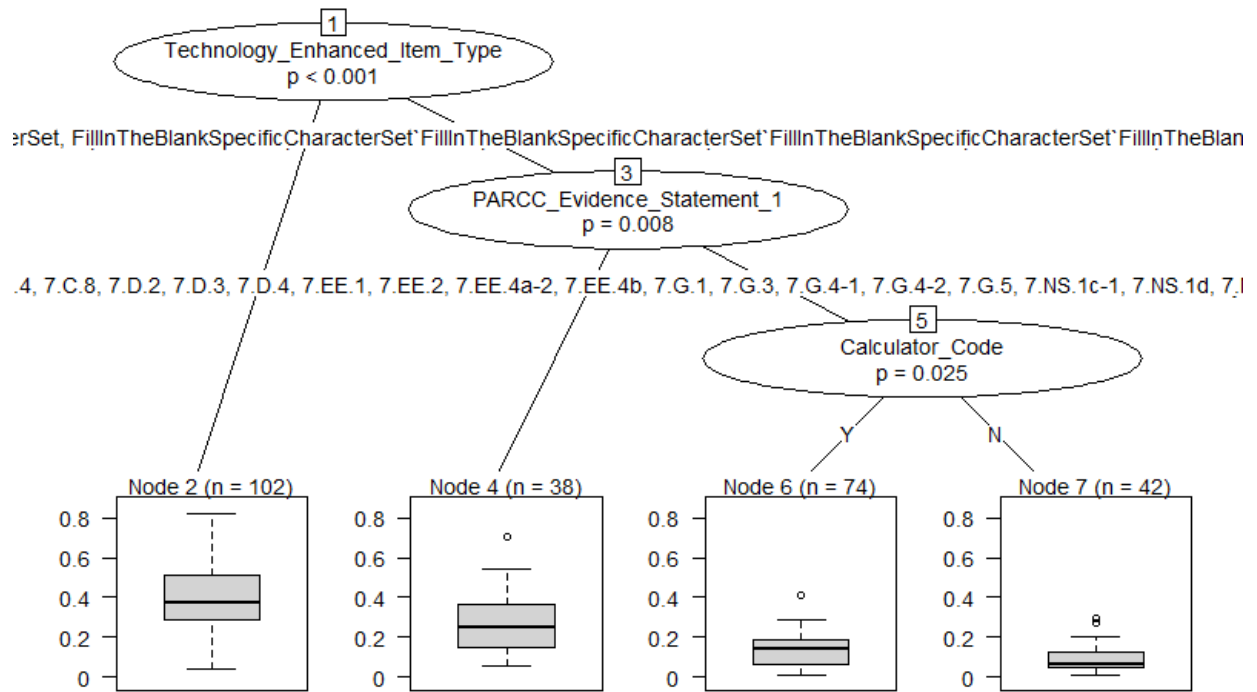 1
Technology_Enhanced_Item_Type
p < 0.001
erSet, FillInTheBlankSpecificCharacterSet`FillInTheBlankSpecificCharacterSet`FillInTheBlankSpecificCharacterSet`FillInTheBlan
3
PARCC_Evidence_Statement_1
p = 0.008
.4, 7.C.8, 7.D.2, 7.D.3, 7.D.4, 7.EE.1, 7.EE.2, 7.EE.4a-2, 7.EE.4b, 7.G.1, 7.G.3, 7.G.4-1, 7.G.4-2, 7.G.5, 7.NS.1c-1, 7.NS.1d,
5
Calculator_Code
p = 0.025
Y N
Node 2 (n = 102) Node 4 (n = 38) Node 6 (n = 74) Node 7 (n = 42)
0.8 0.8 0.8 0.8
0.6 0.6 0.6 0.6
0.4 0.4 0.4 0.4
0.2 0.2 0.2 0.2
0 0 0 0